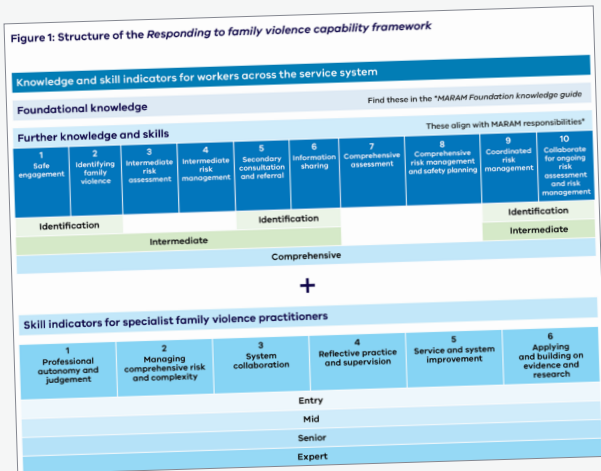 Figure 1: Structure of the Responding to family violence capability framework
Knowledge and skill indicators for workers across the service system
Foundational knowledge
Find these in the *MARAM Foundation knowledge guide
Further knowledge and skills
These align with MARAM responsibilities*
1
Safe
engagement
2
Identifying
family
violence
3
Intermediate
risk
assessment
4
Intermediate
risk
management
5
Secondary
consultation
and referral
6
Information
sharing
7
Comprehensive
assessment
8
Comprehensive
risk management
and safety planning
9
Coordinated
risk
management
10
Collaborate
for ongoing
risk
assessment
and risk
management
Identification
Identification
Identification
Intermediate
Intermediate
Comprehensive
+
Skill indicators for specialist family violence practitioners
1
Professional
autonomy and
judgement
2
Managing
comprehensive risk
and complexity
3
System
collaboration
4
Reflective practice
and supervision
5
Service and system
improvement
6
Applying
and building on
evidence and
research
Entry
Mid
Senior
Expert